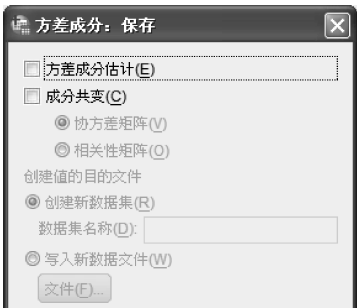 方差成分：保存
方差成分估计(E)
成分共变(C)
协方差矩阵(V)
相关性矩阵(O)
创建值的目的文件
创建新数据集(R)
数据集名称(D):
写入新数据文件(W)
文件(F)...